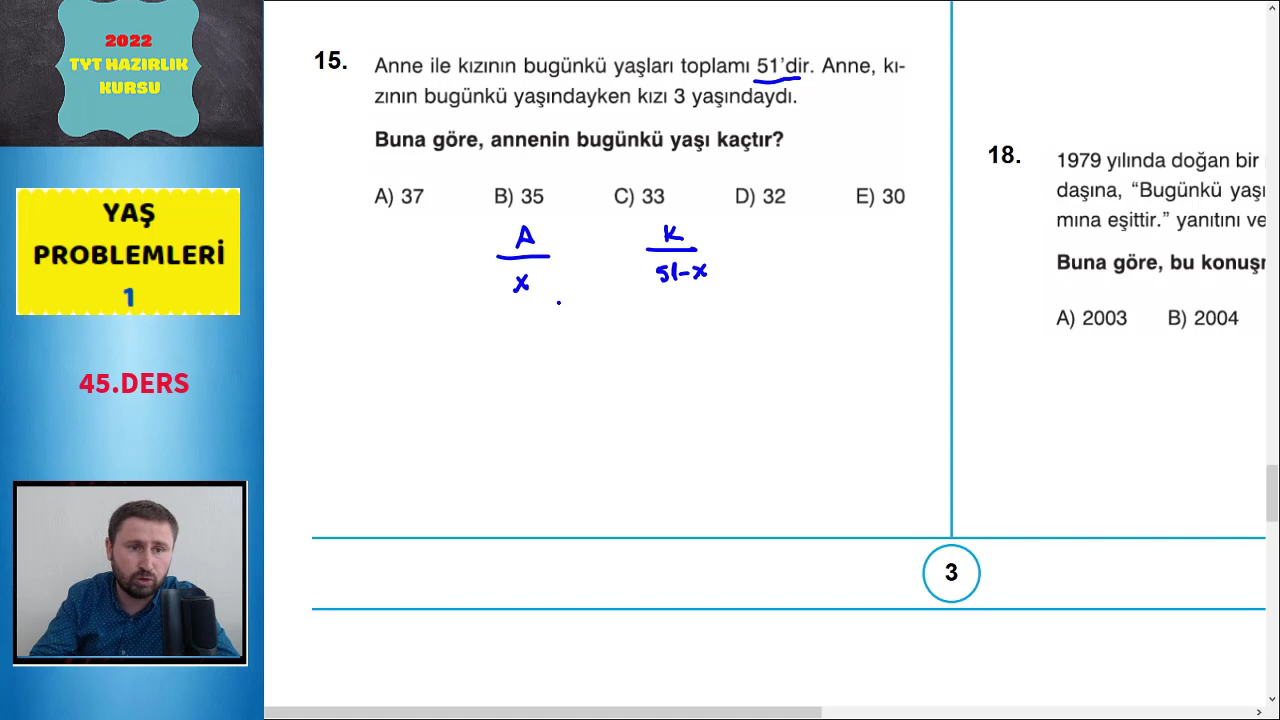 2022
TYT HAZIRLIK
KURSU
YAŞ
PROBLEMLERİ
1
45.DERS
15. Anne ile kızının bugünkü yaşları toplamı 51'dir. Anne, kı-
zının bugünkü yaşındayken kızı 3 yaşındaydı.
Buna göre, annenin bugünkü yaşı kaçtır?
A) 37 B) 35 C) 33 D) 32 E) 30
A K
x 51-x
18. 1979 yılında doğan bir
daşına, "Bugünkü yaşı
mına eşittir." yanıtını ve
Buna göre, bu konuşr
A) 2003 B) 2004
3